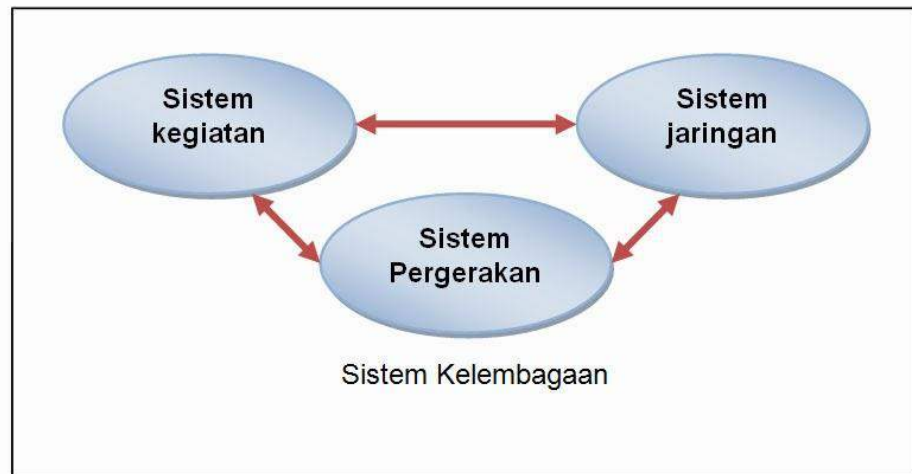 Sistem
kegiatan
Sistem
jaringan
Sistem
Pergerakan
Sistem Kelembagaan